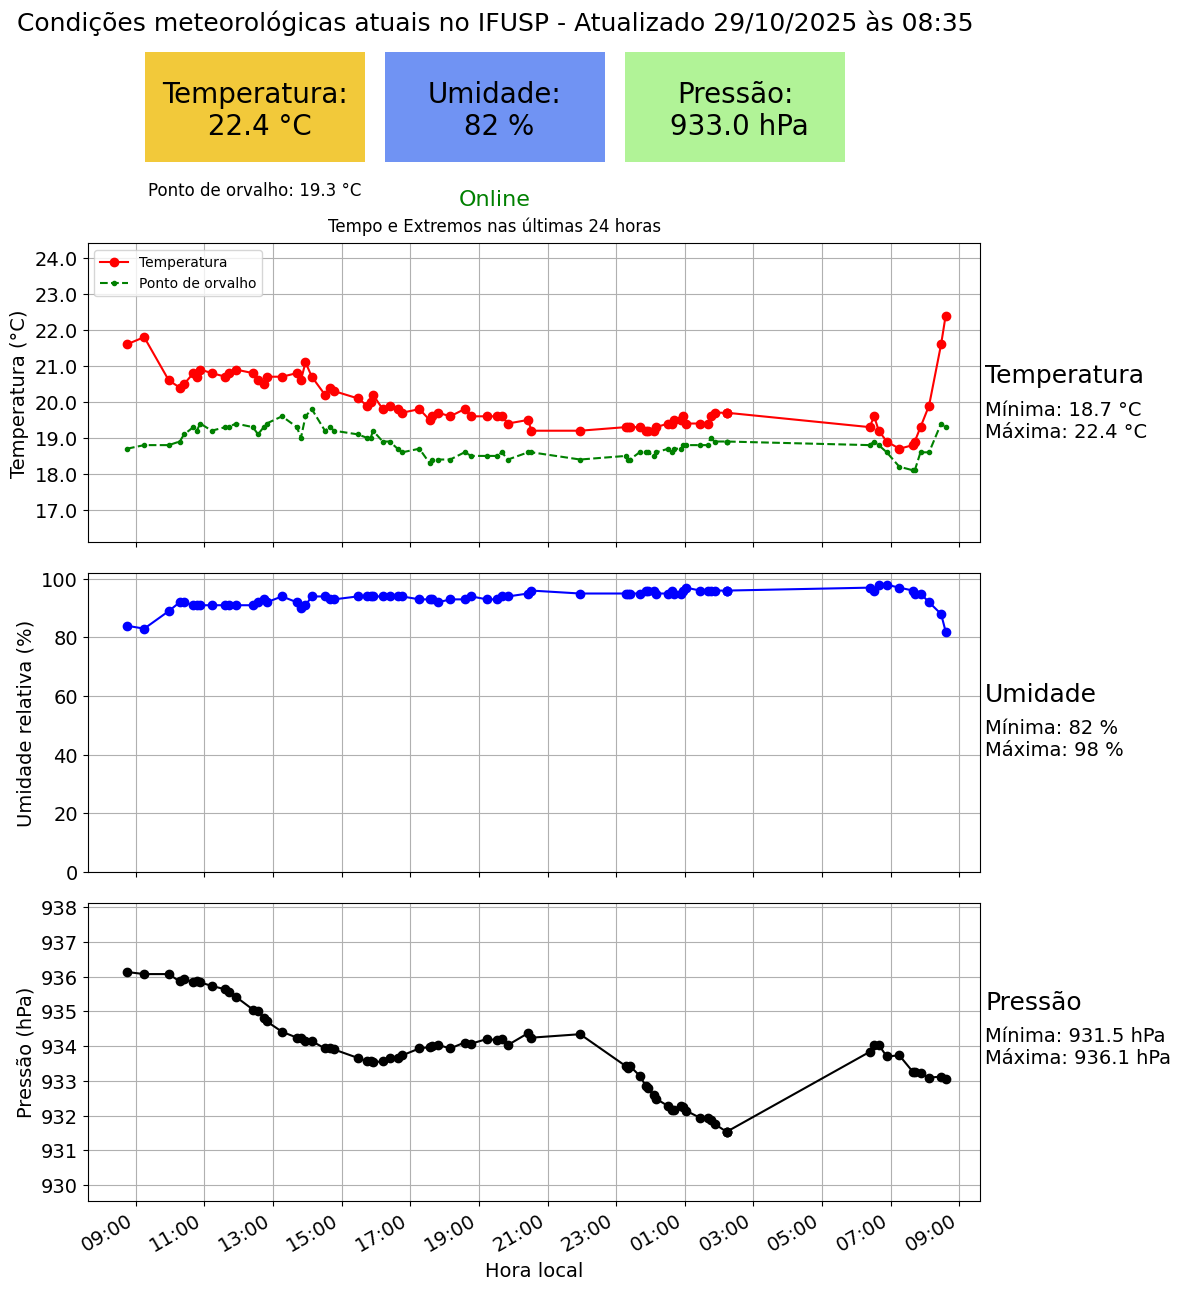 Condições meteorológicas atuais no IFUSP - Atualizado 29/10/2025 às 08:35
Temperatura:
22.4 °C
Umidade:
82 %
Pressão:
933.0 hPa
Ponto de orvalho: 19.3 °C
Online
Tempo e Extremos nas últimas 24 horas
Temperatura
Ponto de orvalho
Temperatura (°C)
24.0
23.0
22.0
21.0
20.0
19.0
18.0
17.0
Temperatura
Mínima: 18.7 °C
Máxima: 22.4 °C
Umidade relativa (%)
100
80
60
40
20
0
Umidade
Mínima: 82 %
Máxima: 98 %
Pressão (hPa)
938
937
936
935
934
933
932
931
930
Pressão
Mínima: 931.5 hPa
Máxima: 936.1 hPa
09:00 11:00 13:00 15:00 17:00 19:00 21:00 23:00 01:00 03:00 05:00 07:00 09:00
Hora local